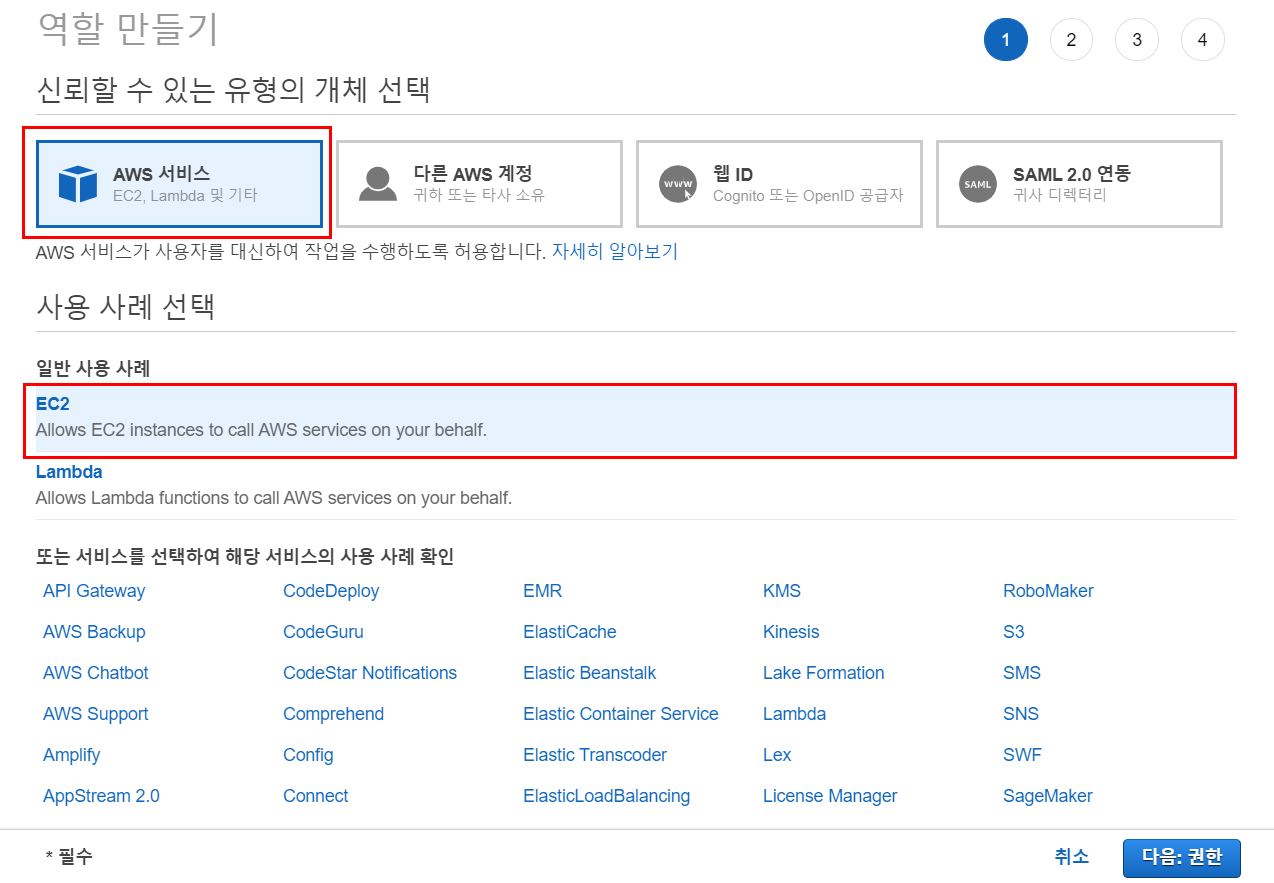 역할 만들기
1 2 3 4
신뢰할 수 있는 유형의 개체 선택
AWS 서비스
EC2, Lambda 및 기타
다른 AWS 계정
귀하 또는 타사 소유
WWW
웹 ID
Cognito 또는 OpenID 공급자
SAML
SAML 2.0 연동
귀사 디렉터리
AWS 서비스가 사용자를 대신하여 작업을 수행하도록 허용합니다. 자세히 알아보기
사용 사례 선택
일반 사용 사례
EC2
Allows EC2 instances to call AWS services on your behalf.
Lambda
Allows Lambda functions to call AWS services on your behalf.
또는 서비스를 선택하여 해당 서비스의 사용 사례 확인
API Gateway CodeDeploy EMR KMS RoboMaker
AWS Backup CodeGuru ElastiCache Kinesis S3
AWS Chatbot CodeStar Notifications Elastic Beanstalk Lake Formation SMS
AWS Support Comprehend Elastic Container Service Lambda SNS
Amplify Config Elastic Transcoder Lex SWF
AppStream 2.0 Connect ElasticLoadBalancing License Manager SageMaker
* 필수 취소 다음: 권한